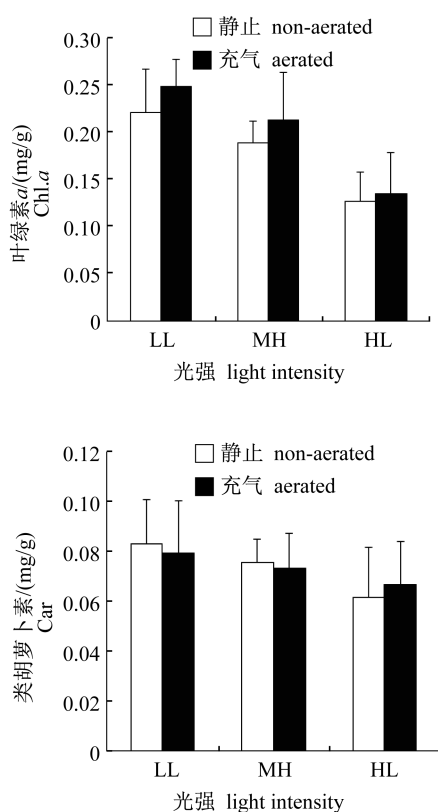 静止 non-aerated
充气 aerated
0.30
0.25
0.20
0.15
0.10
0.05
0
叶绿素a/(mg/g)
Chl.a
LL MH HL
光强 light intensity
静止 non-aerated
充气 aerated
0.12
0.10
0.08
0.06
0.04
0.02
0
类胡萝卜素/(mg/g)
Car
LL MH HL
光强 light intensity